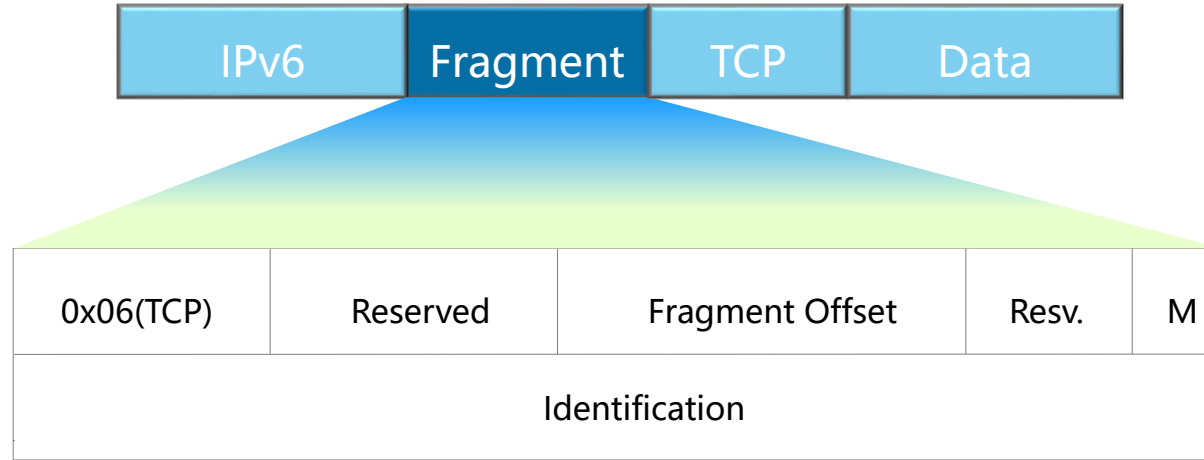 IPv6 Fragment TCP Data
0x06(TCP) Reserved Fragment Offset Resv. M
Identification